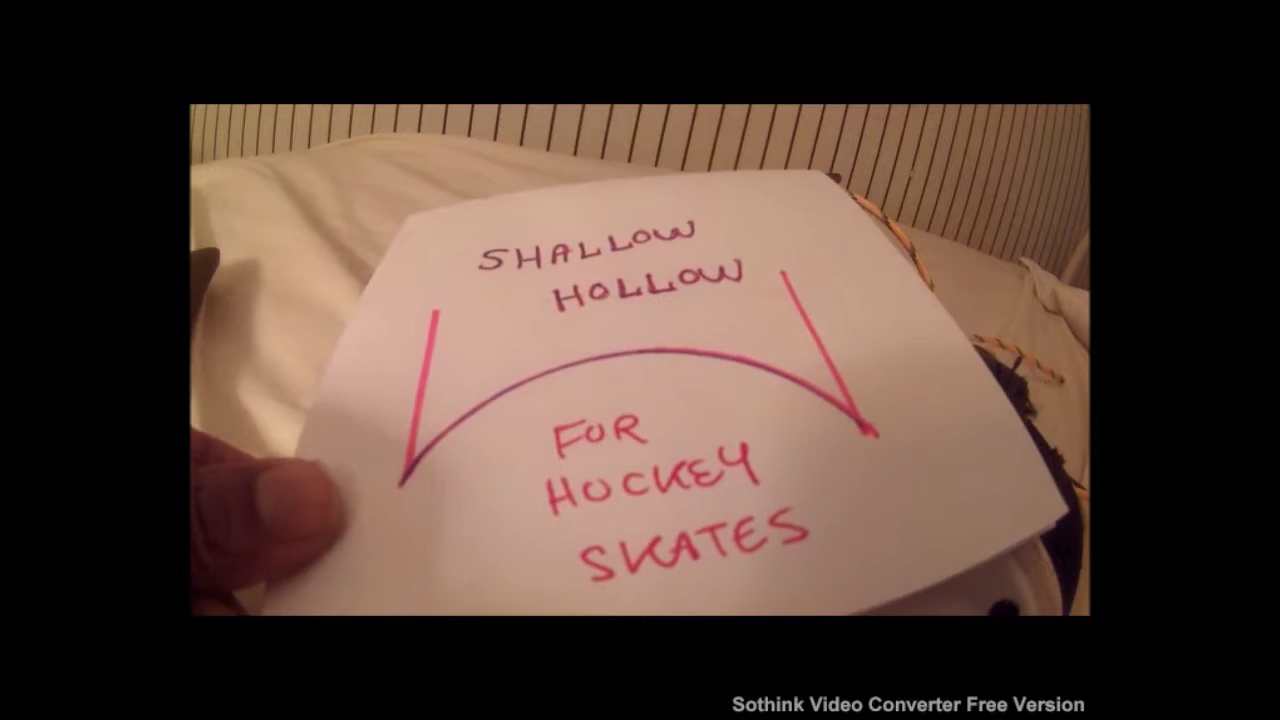 SHALLOW
HOLLOW
FOR
HOCKEY
SKATES
Sothink Video Converter Free Version